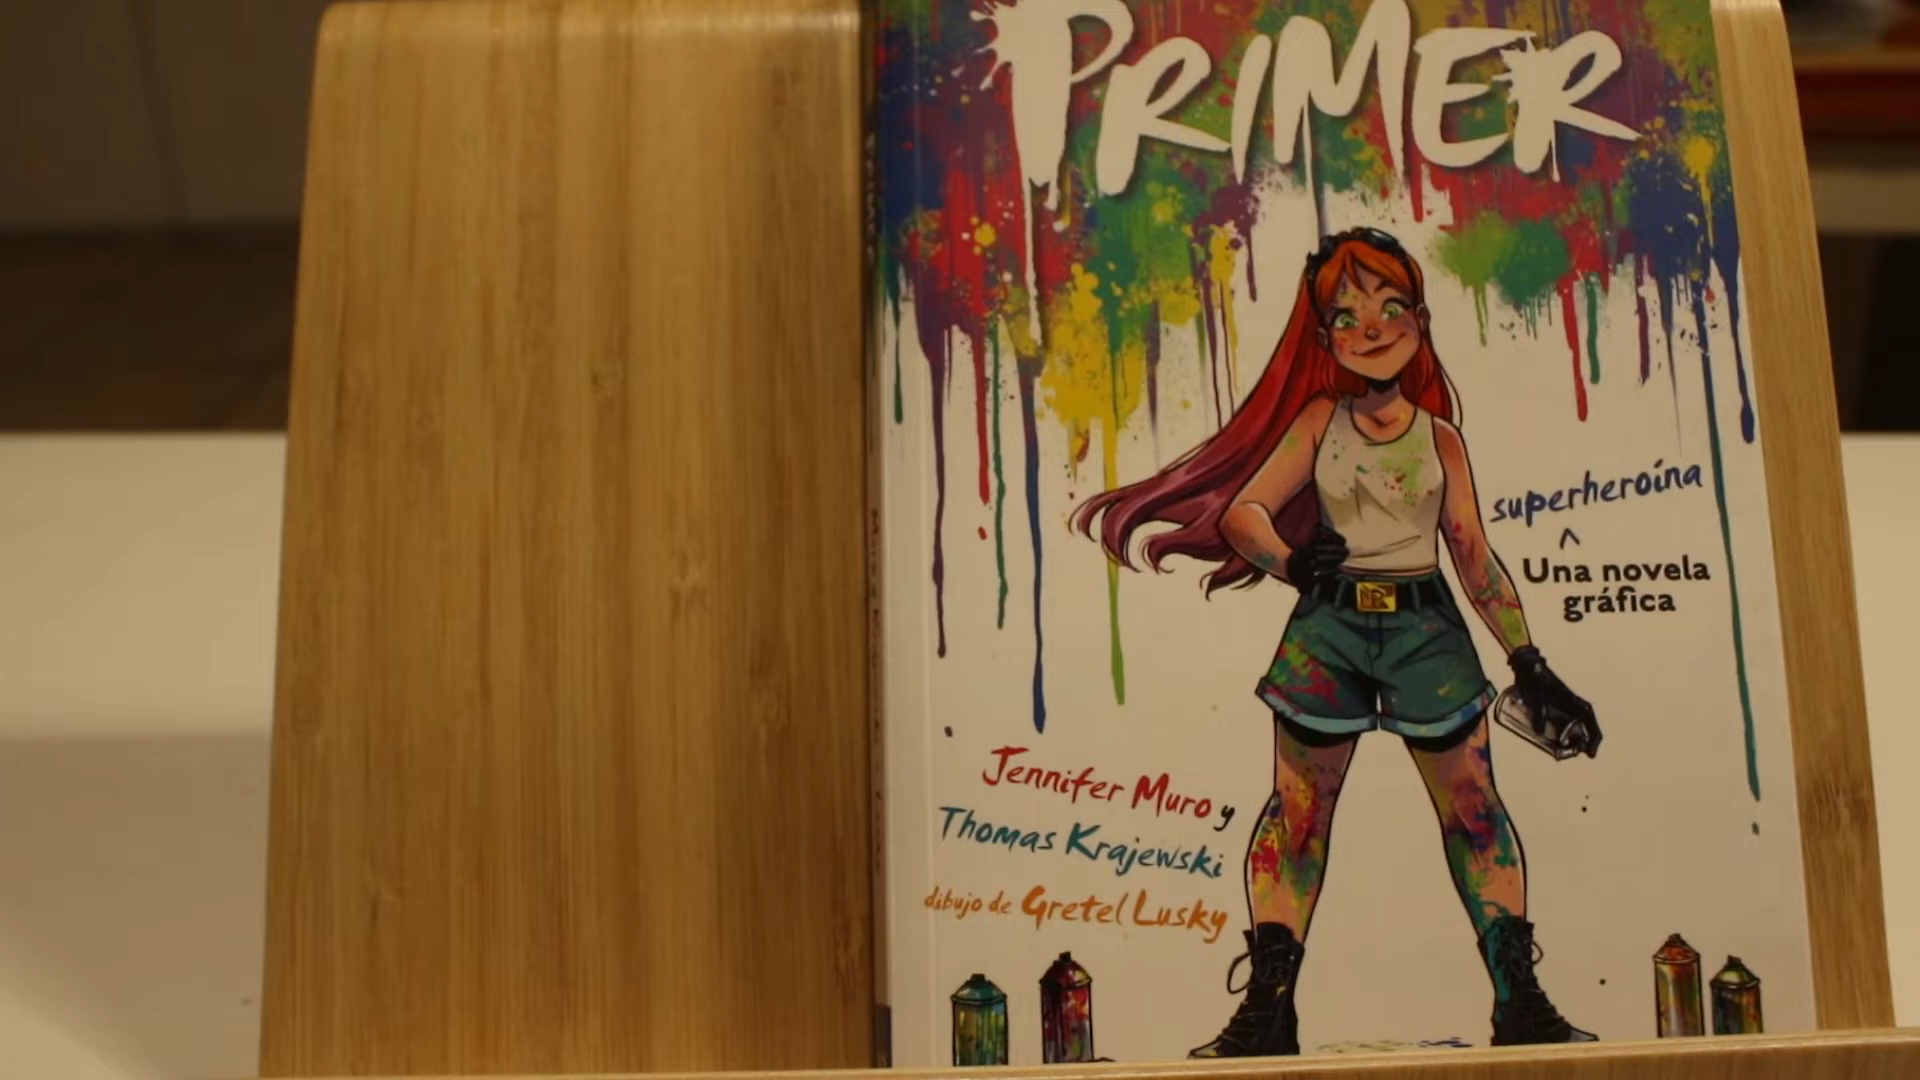 PRIMER
superheroína
^
Una novela
gráfica
Jennifer Muro y
Thomas Krajewski
dibujo de Gretel Lusky